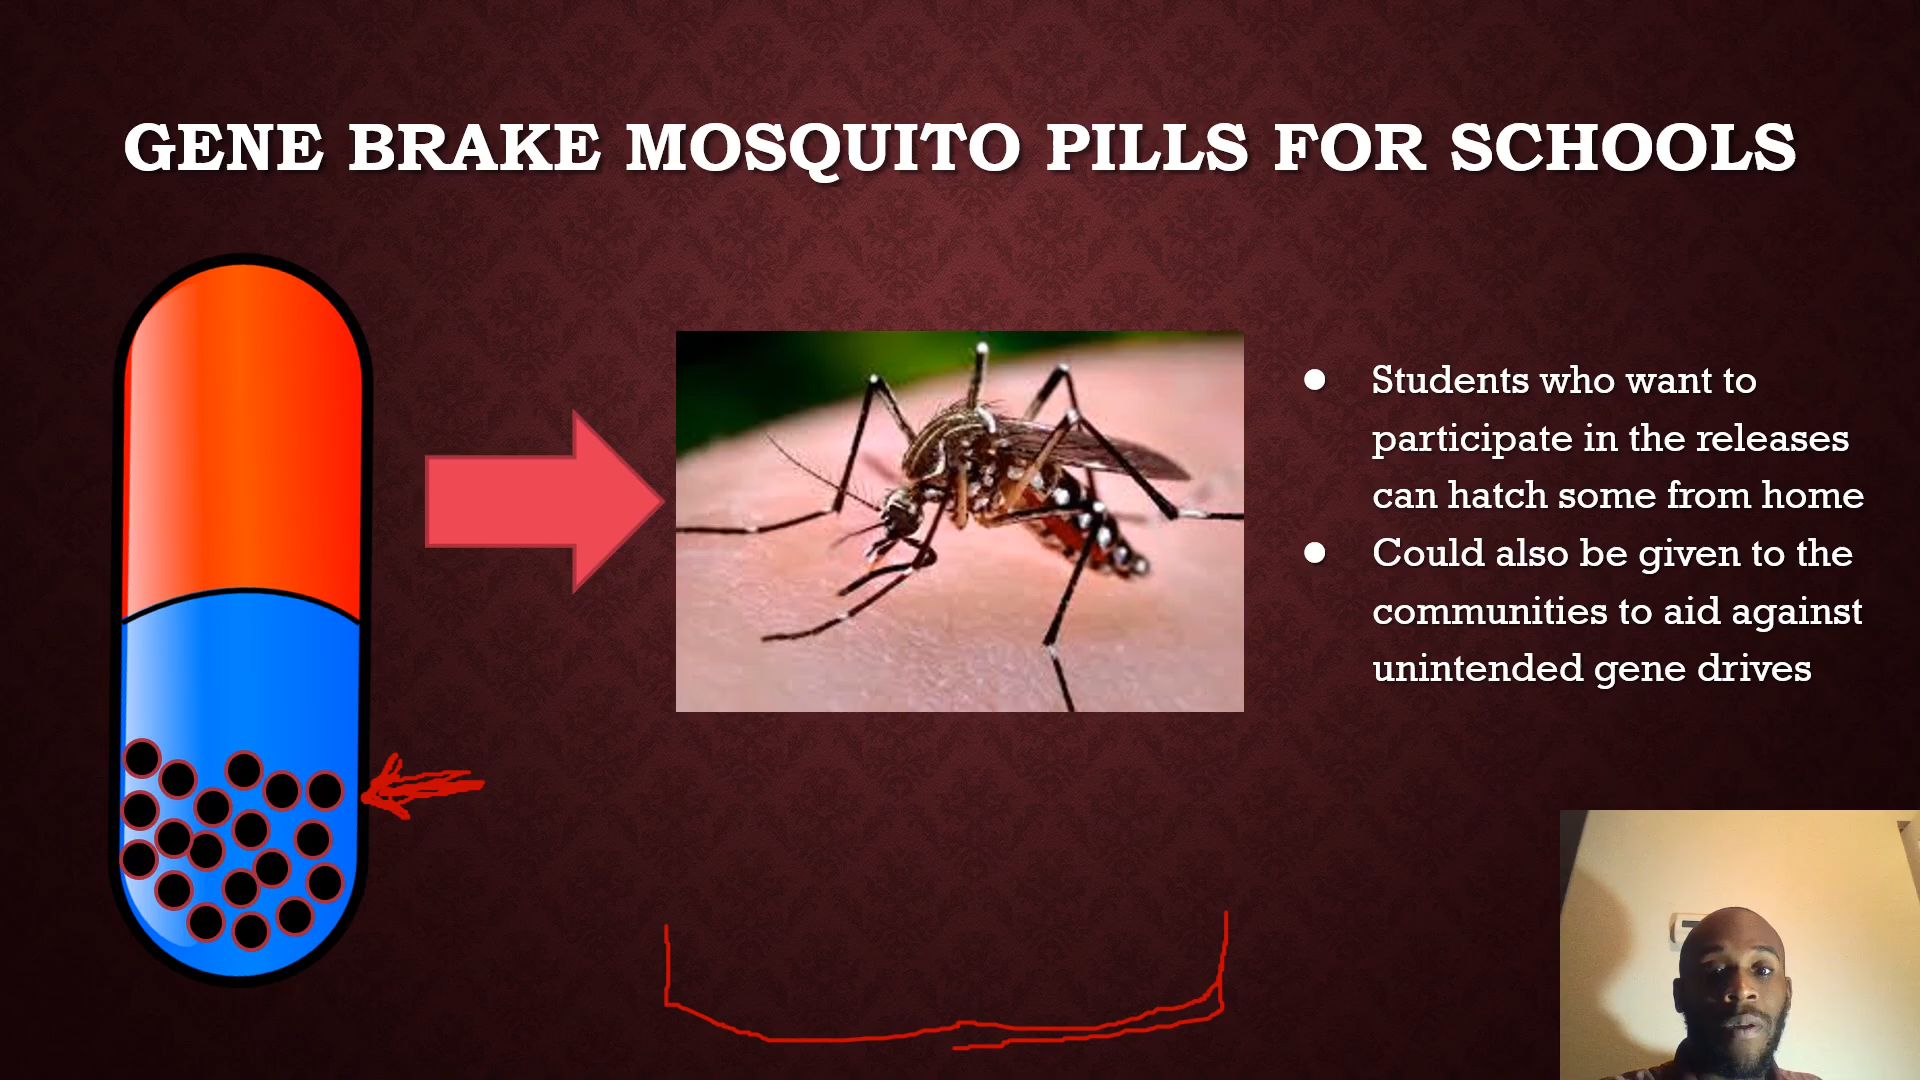 GENE BRAKE MOSQUITO PILLS FOR SCHOOLS
Students who want to
participate in the releases
can hatch some from home
Could also be given to the
communities to aid against
unintended gene drives